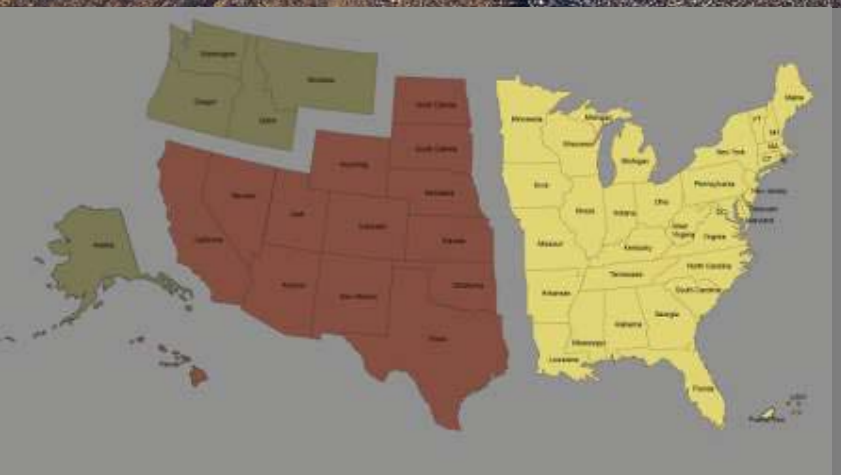 Washington
Montana
Oregon
Idaho
North Dakota
South Dakota
Wyoming
Nebraska
Nevada
Utah
Colorado
Kansas
California
Arizona
New Mexico
Oklahoma
Texas
Alaska
Hawaii
Minnesota
Wisconsin
Michigan
Michigan
Iowa
Illinois
Indiana
Ohio
Missouri
Kentucky
West
Virginia
Virginia
Pennsylvania
New York
Maine
VT
NH
MA
CT
RI
New Jersey
Delaware
Maryland
DC
Tennessee
North Carolina
South Carolina
Arkansas
Mississippi
Alabama
Georgia
Louisiana
Florida